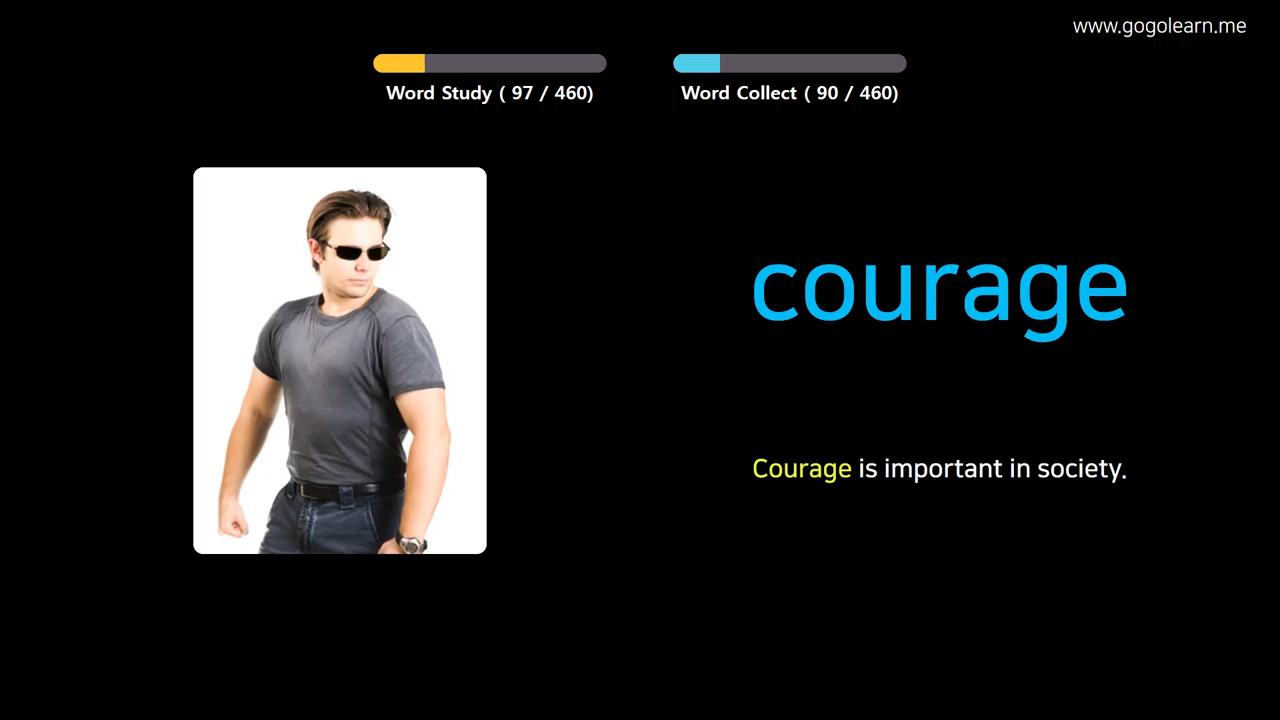 www.gogolearn.me
Word Study ( 97 / 460)
Word Collect ( 90 / 460)
courage
Courage is important in society.